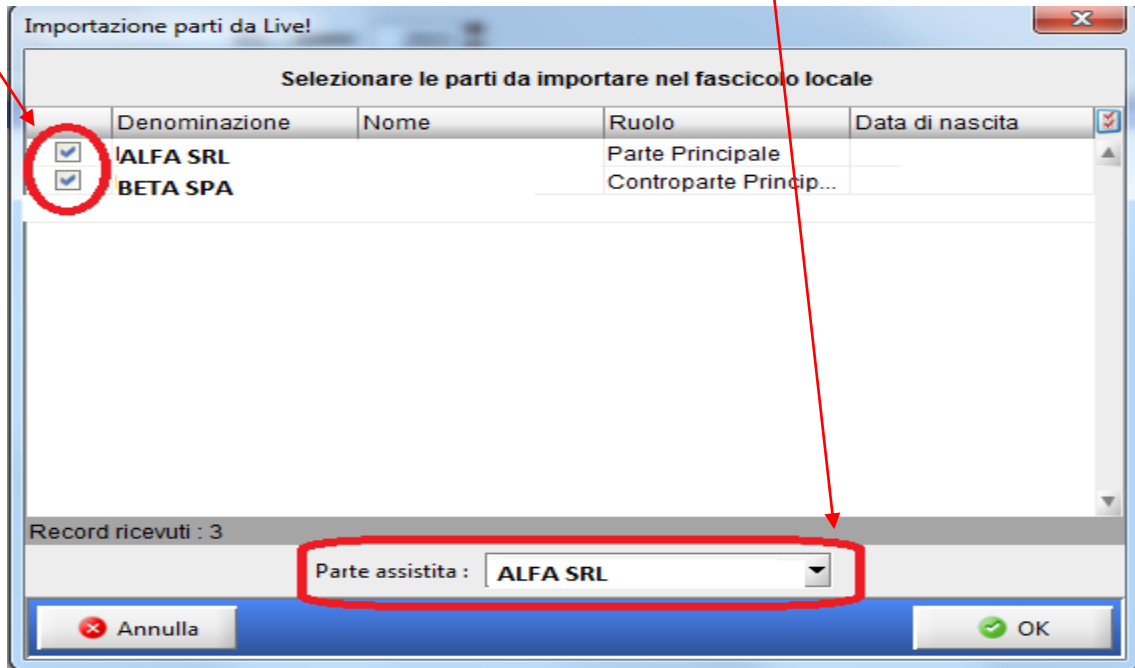 Importazione parti da Live!
Selezionare le parti da importare nel fascicolo locale
Denominazione Nome Ruolo Data di nascita
ALFA SRL Parte Principale
BETA SPA Controparte Princip...
Record ricevuti : 3
Parte assistita : ALFA SRL
Annulla OK